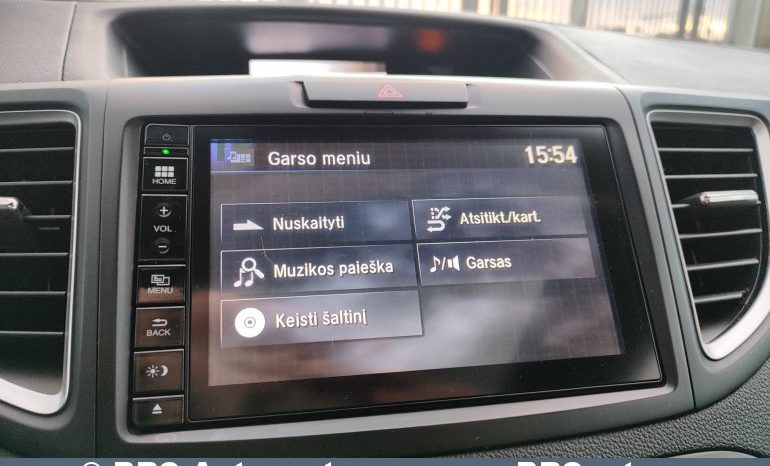 Garso meniu 15:54
HOME
Nuskaityti Atsitikt./kart.
VOL
Muzikos paieška Garsas
MENU
Keisti šaltinį
BACK